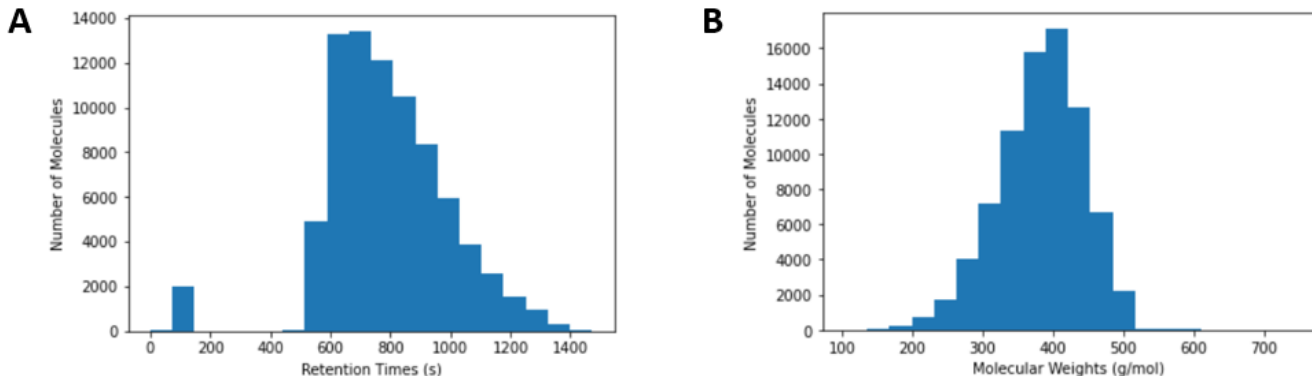 A
14000
12000
10000
8000
6000
4000
2000
0
Number of Molecules
0 200 400 600 800 1000 1200 1400
Retention Times (s)
B
16000
14000
12000
10000
8000
6000
4000
2000
0
Number of Molecules
100 200 300 400 500 600 700
Molecular Weights (g/mol)